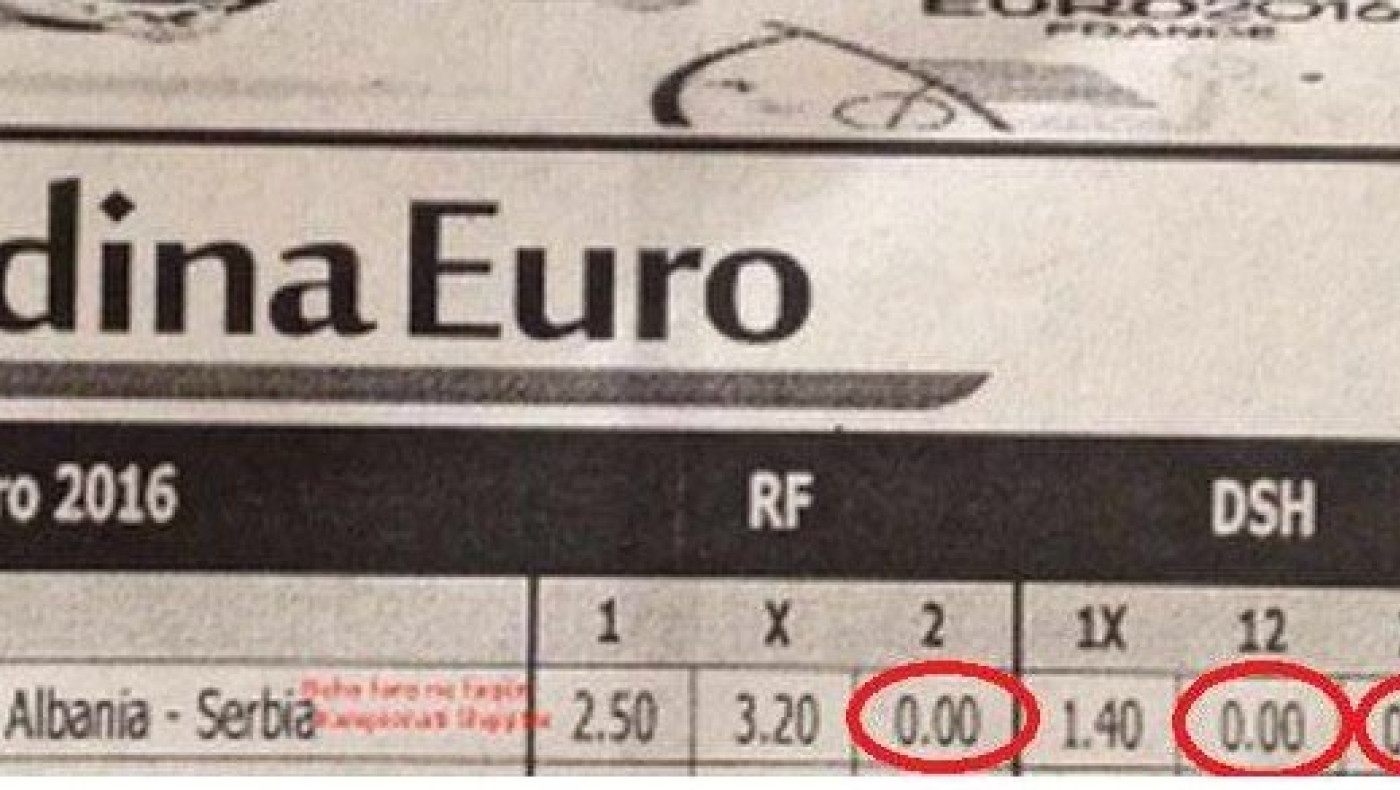 EURO2016
FRANCE
dina Euro
ro 2016 RF DSH
1 X 2 1X 12
Albania - Serbia 2.50 3.20 0.00 1.40 0.00